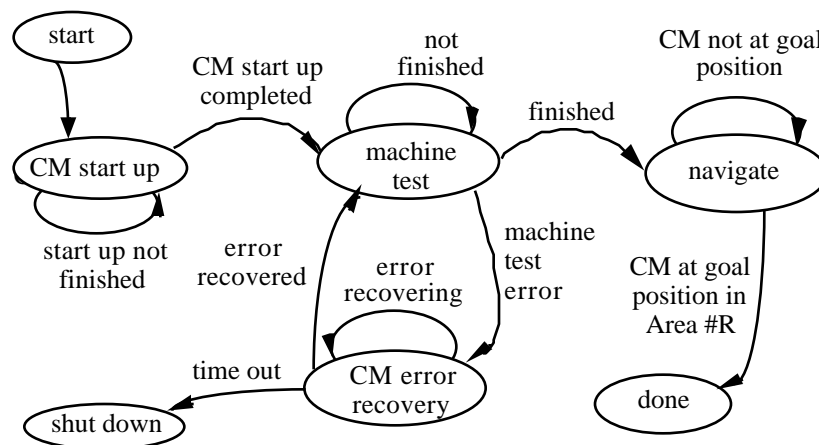 start
CM start up
completed
not
finished
CM not at goal
position
finished
CM start up
machine
test
navigate
start up not
finished
error
recovered
error
recovering
machine
test
error
CM at goal
position in
Area #R
time out
CM error
recovery
shut down
done